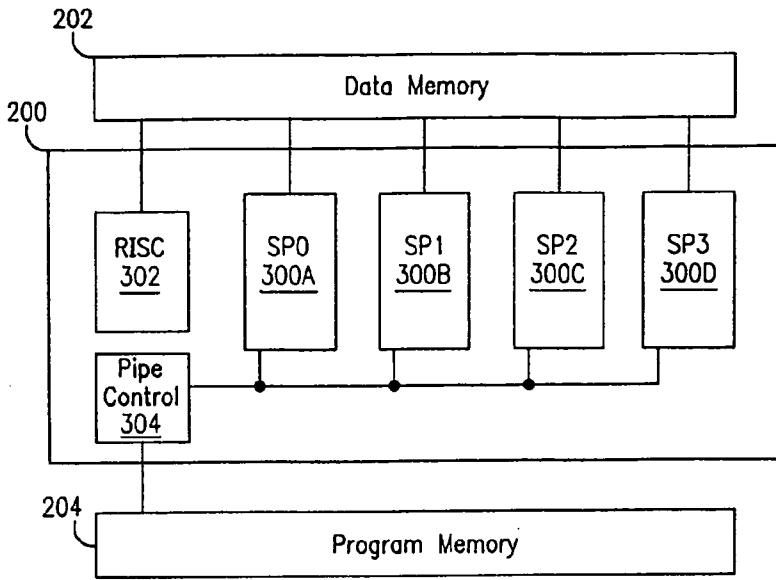 202
Data Memory
200
RISC
302
SP0
300A
SP1
300B
SP2
300C
SP3
300D
Pipe
Control
304
204
Program Memory